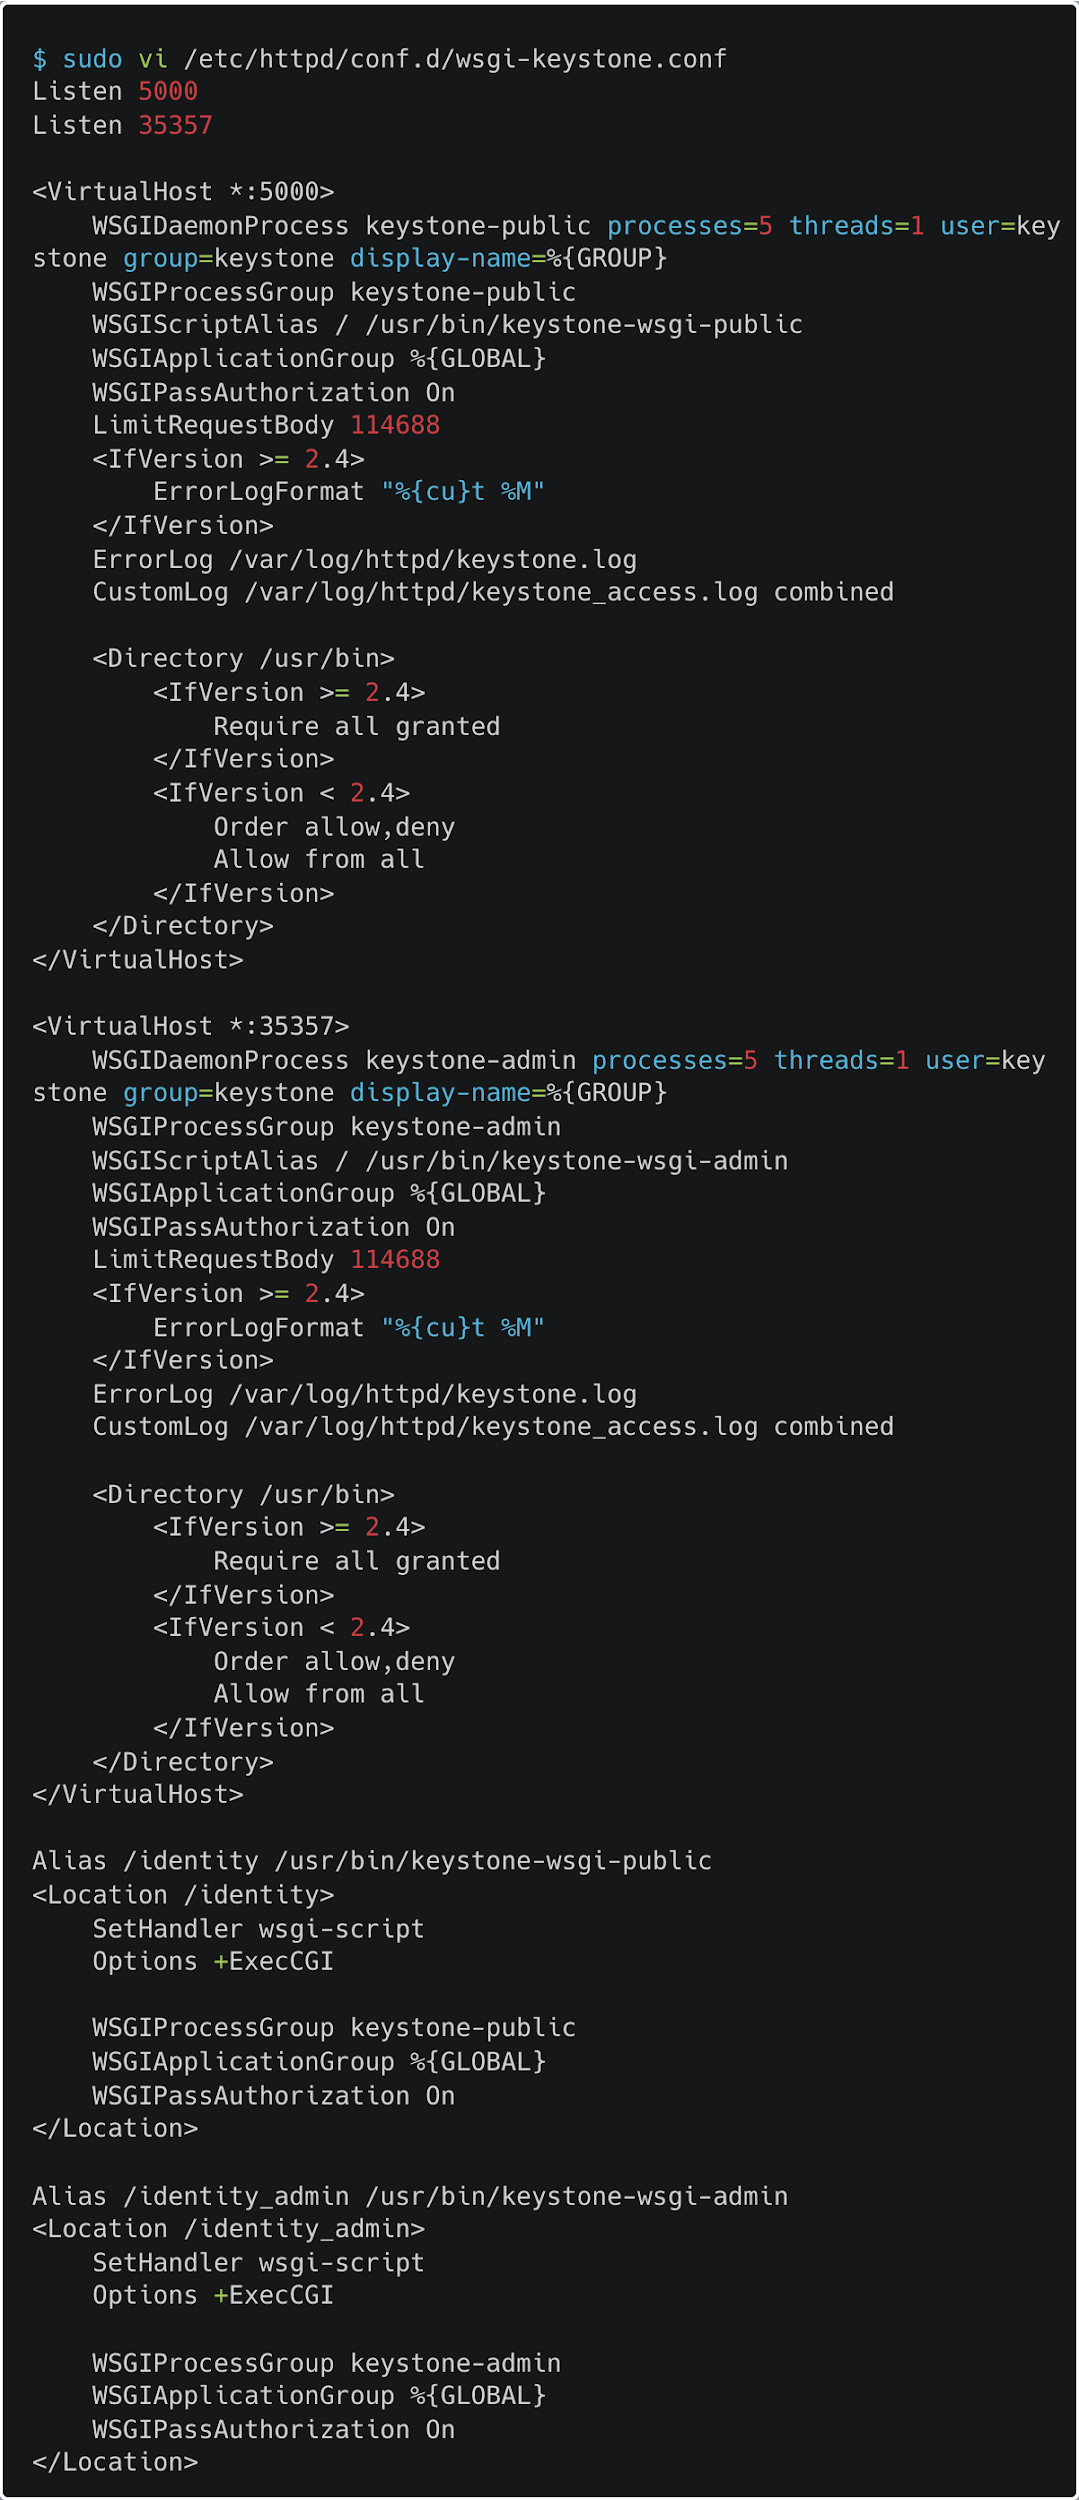 $ sudo vi /etc/httpd/conf.d/wsgi-keystone.conf
Listen 5000
Listen 35357

<VirtualHost *:5000>
    WSGIDaemonProcess keystone-public processes=5 threads=1 user=key
stone group=keystone display-name=%{GROUP}
    WSGIProcessGroup keystone-public
    WSGIScriptAlias / /usr/bin/keystone-wsgi-public
    WSGIApplicationGroup %{GLOBAL}
    WSGIPassAuthorization On
    LimitRequestBody 114688
    <IfVersion >= 2.4>
        ErrorLogFormat "%{cu}t %M"
    </IfVersion>
    ErrorLog /var/log/httpd/keystone.log
    CustomLog /var/log/httpd/keystone_access.log combined

    <Directory /usr/bin>
        <IfVersion >= 2.4>
            Require all granted
        </IfVersion>
        <IfVersion < 2.4>
            Order allow,deny
            Allow from all
        </IfVersion>
    </Directory>
</VirtualHost>

<VirtualHost *:35357>
    WSGIDaemonProcess keystone-admin processes=5 threads=1 user=key
stone group=keystone display-name=%{GROUP}
    WSGIProcessGroup keystone-admin
    WSGIScriptAlias / /usr/bin/keystone-wsgi-admin
    WSGIApplicationGroup %{GLOBAL}
    WSGIPassAuthorization On
    LimitRequestBody 114688
    <IfVersion >= 2.4>
        ErrorLogFormat "%{cu}t %M"
    </IfVersion>
    ErrorLog /var/log/httpd/keystone.log
    CustomLog /var/log/httpd/keystone_access.log combined

    <Directory /usr/bin>
        <IfVersion >= 2.4>
            Require all granted
        </IfVersion>
        <IfVersion < 2.4>
            Order allow,deny
            Allow from all
        </IfVersion>
    </Directory>
</VirtualHost>

Alias /identity /usr/bin/keystone-wsgi-public
<Location /identity>
    SetHandler wsgi-script
    Options +ExecCGI

    WSGIProcessGroup keystone-public
    WSGIApplicationGroup %{GLOBAL}
    WSGIPassAuthorization On
</Location>

Alias /identity_admin /usr/bin/keystone-wsgi-admin
<Location /identity_admin>
    SetHandler wsgi-script
    Options +ExecCGI

    WSGIProcessGroup keystone-admin
    WSGIApplicationGroup %{GLOBAL}
    WSGIPassAuthorization On
</Location>